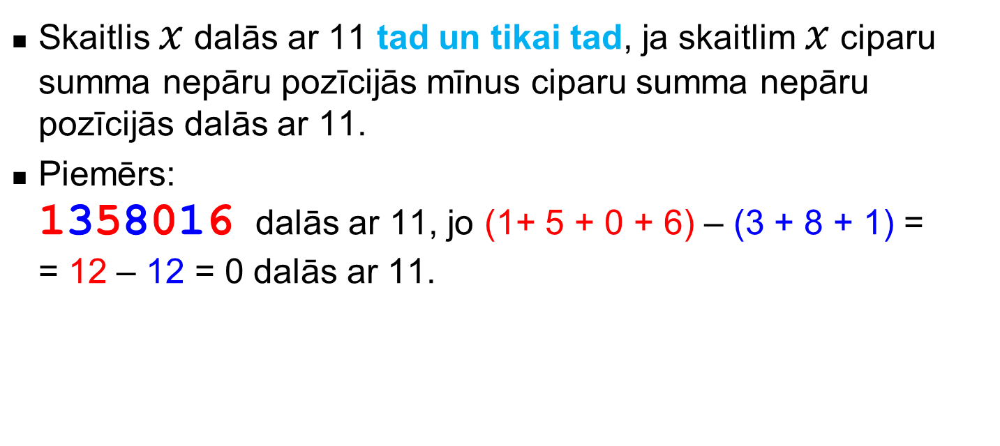 ▪ Skaitlis 𝑥 dalās ar 11 tad un tikai tad, ja skaitlim 𝑥 ciparu
summa nepāru pozīcijās mīnus ciparu summa nepāru
pozīcijās dalās ar 11.
▪ Piemērs:
1358016 dalās ar 11, jo (1+ 5 + 0 + 6) – (3 + 8 + 1) =
= 12 – 12 = 0 dalās ar 11.